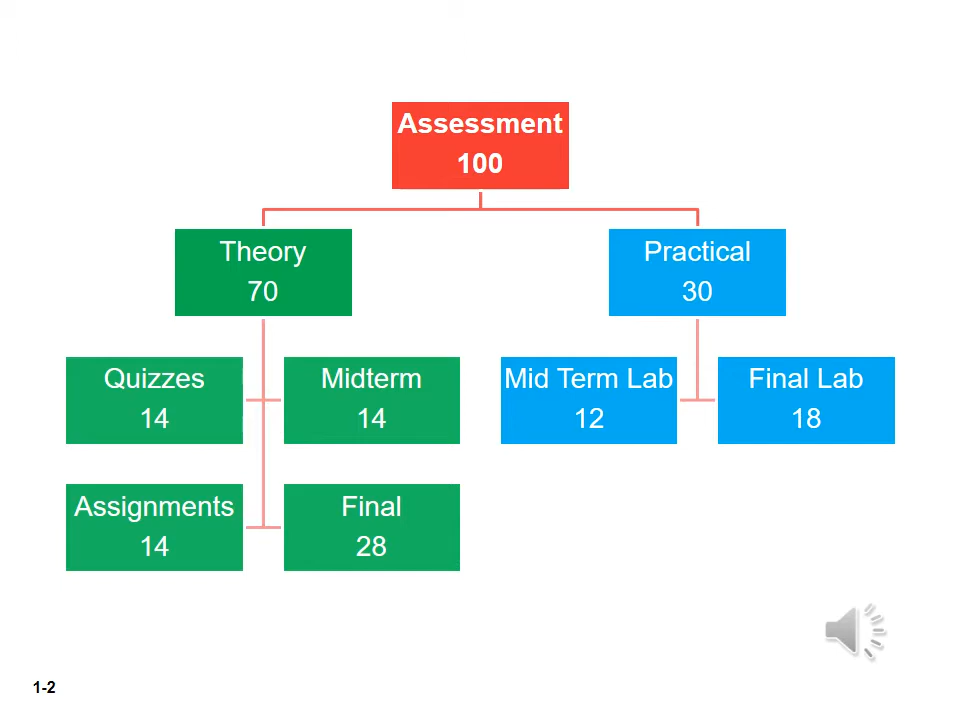 Assessment
100
Theory
70
Practical
30
Quizzes
14
Midterm
14
Mid Term Lab
12
Final Lab
18
Assignments
14
Final
28
1-2